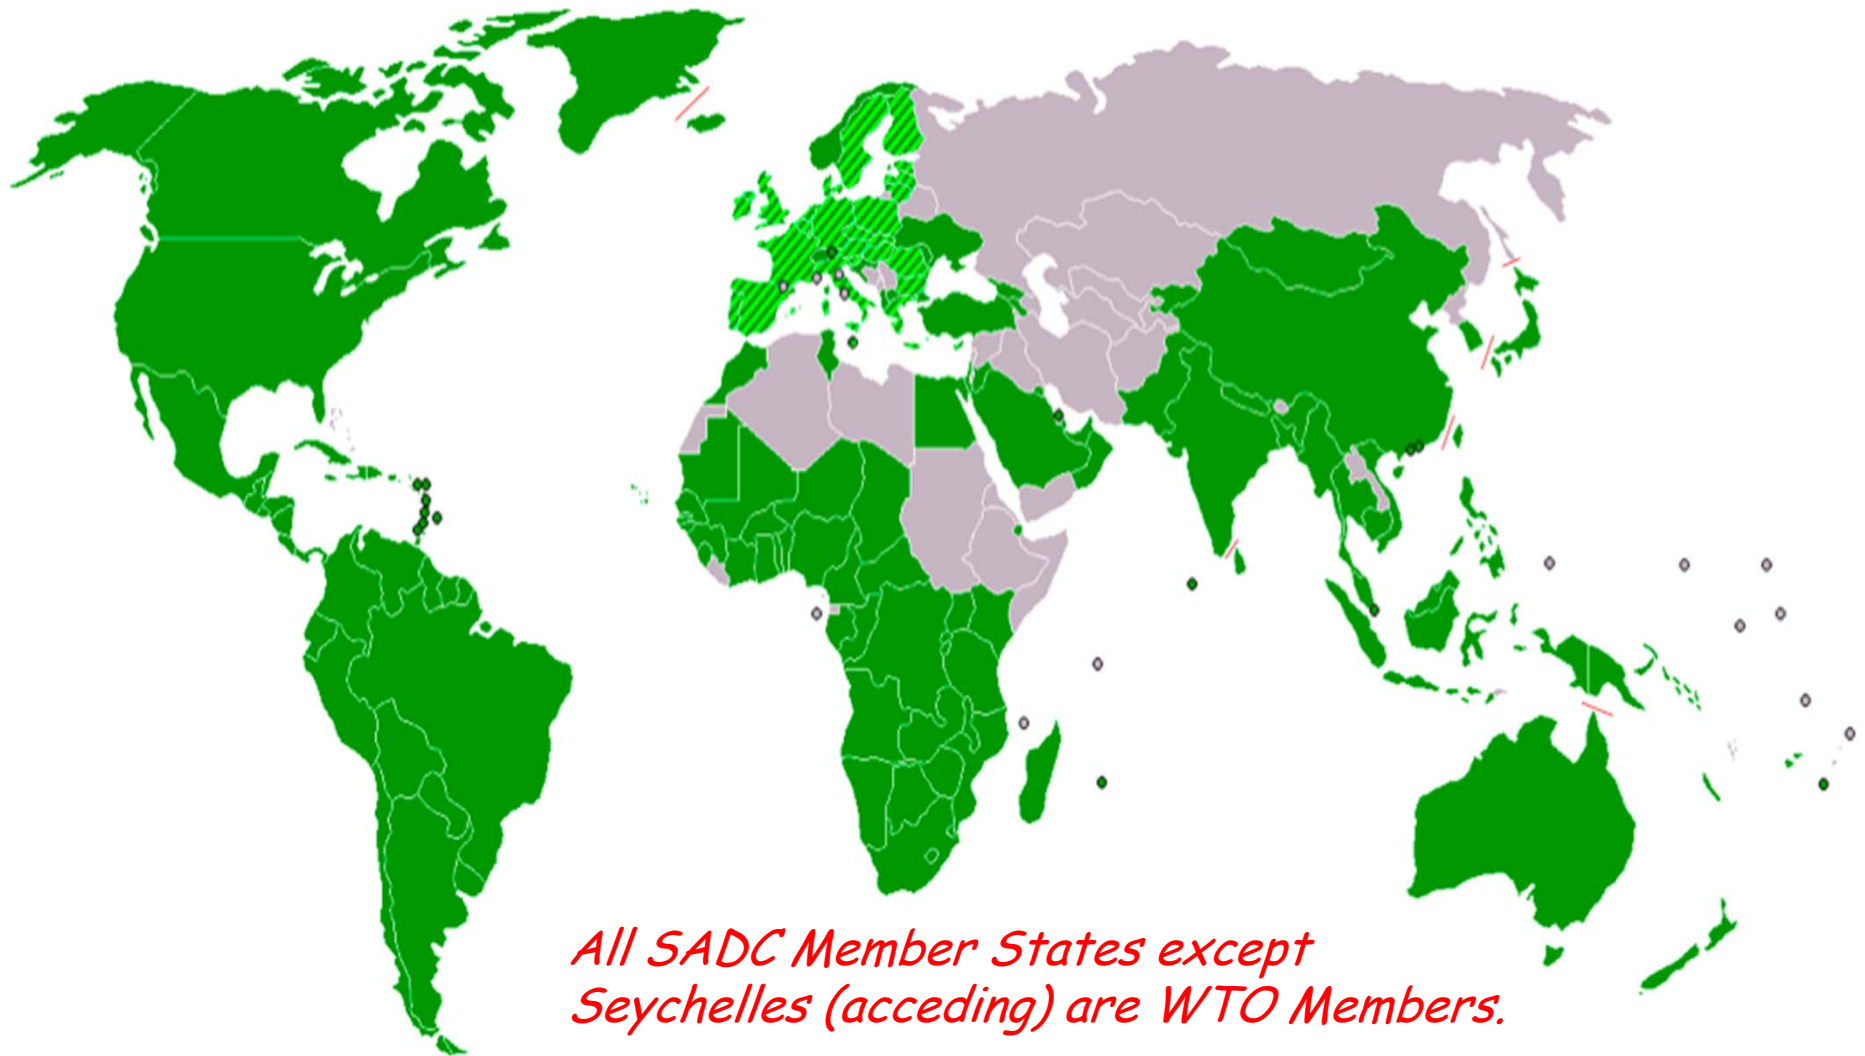 All SADC Member States except
Seychelles (acceding) are WTO Members.